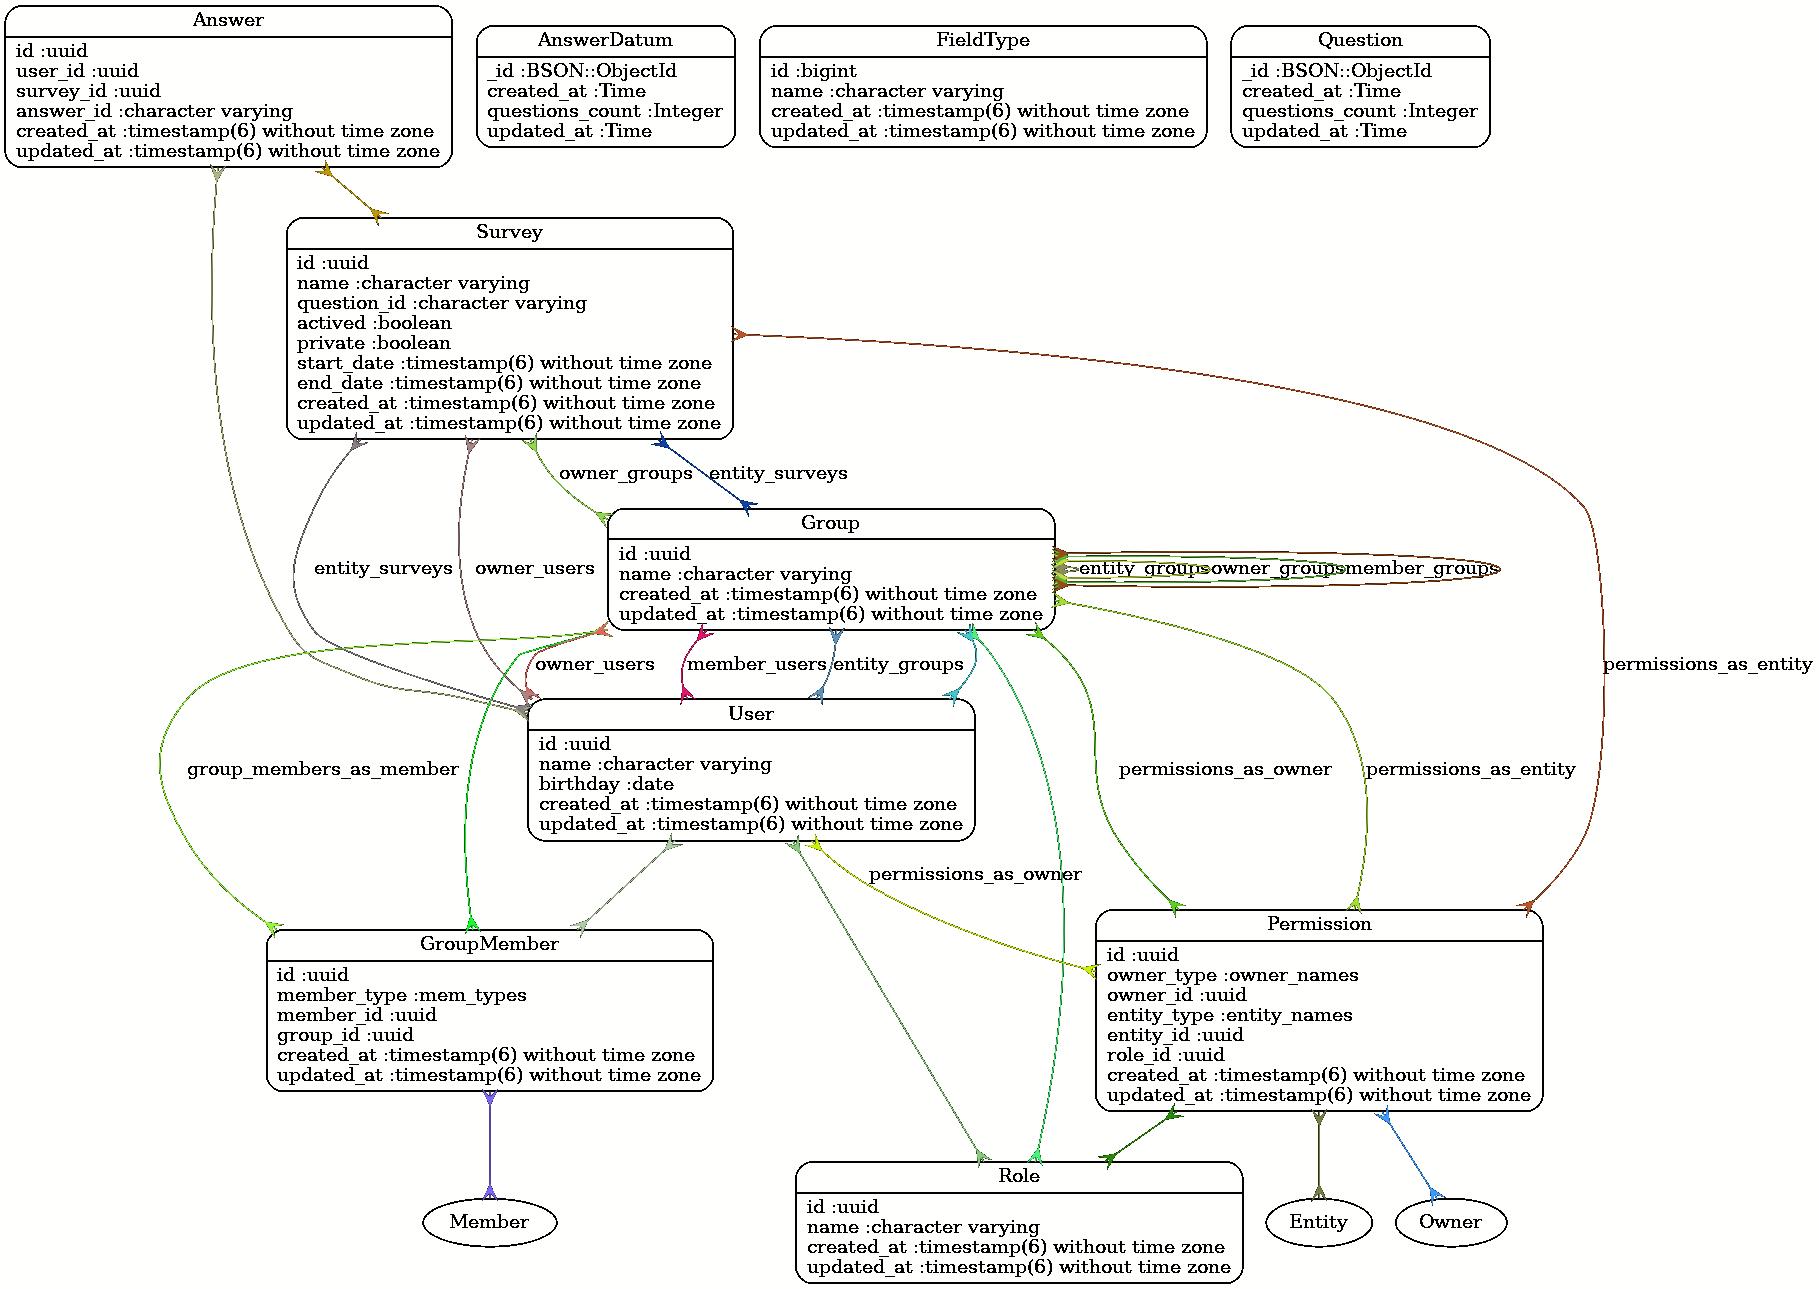 Answer
id :uuid
user_id :uuid
survey_id :uuid
answer_id :character varying
created_at :timestamp(6) without time zone
updated_at :timestamp(6) without time zone
AnswerDatum
_id :BSON::ObjectId
created_at :Time
questions_count :Integer
updated_at :Time
FieldType
id :bigint
name :character varying
created_at :timestamp(6) without time zone
updated_at :timestamp(6) without time zone
Question
_id :BSON::ObjectId
created_at :Time
questions_count :Integer
updated_at :Time
Survey
id :uuid
name :character varying
question_id :character varying
actived :boolean
private :boolean
start_date :timestamp(6) without time zone
end_date :timestamp(6) without time zone
created_at :timestamp(6) without time zone
updated_at :timestamp(6) without time zone
owner_groups
entity_surveys
entity_surveys
owner_users
Group
id :uuid
name :character varying
created_at :timestamp(6) without time zone
updated_at :timestamp(6) without time zone
entity_groups
owner_groups
member_groups
owner_users
member_users
entity_groups
permissions_as_entity
User
id :uuid
name :character varying
birthday :date
created_at :timestamp(6) without time zone
updated_at :timestamp(6) without time zone
group_members_as_member
permissions_as_owner
permissions_as_entity
permissions_as_owner
GroupMember
id :uuid
member_type :mem_types
member_id :uuid
group_id :uuid
created_at :timestamp(6) without time zone
updated_at :timestamp(6) without time zone
Permission
id :uuid
owner_type :owner_names
owner_id :uuid
entity_type :entity_names
entity_id :uuid
role_id :uuid
created_at :timestamp(6) without time zone
updated_at :timestamp(6) without time zone
Member
Role
id :uuid
name :character varying
created_at :timestamp(6) without time zone
updated_at :timestamp(6) without time zone
Entity
Owner